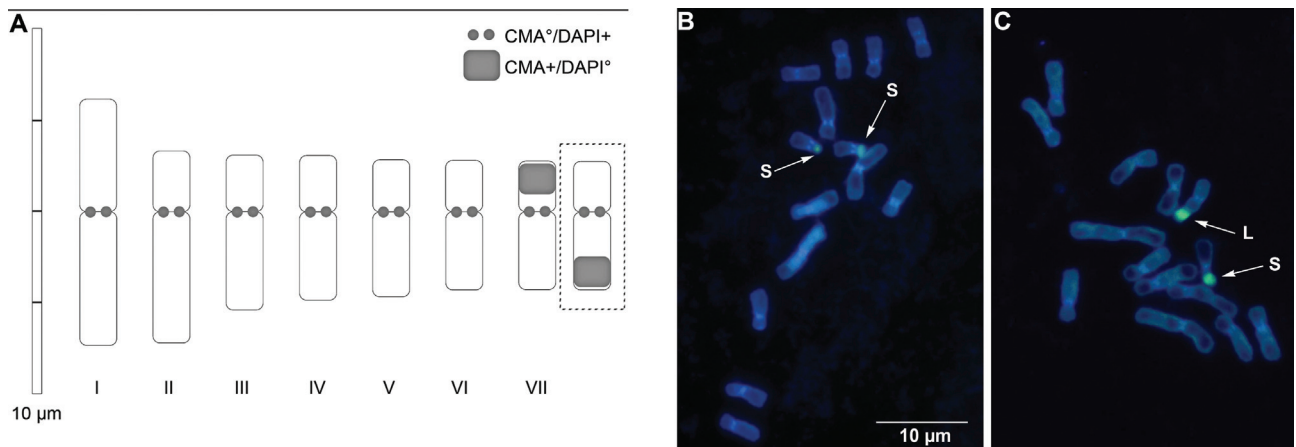 A
CMA°/DAPI+
CMA+/DAPI°
I II III IV V VI VII
10 µm
B
S
S
10 µm
C
L
S